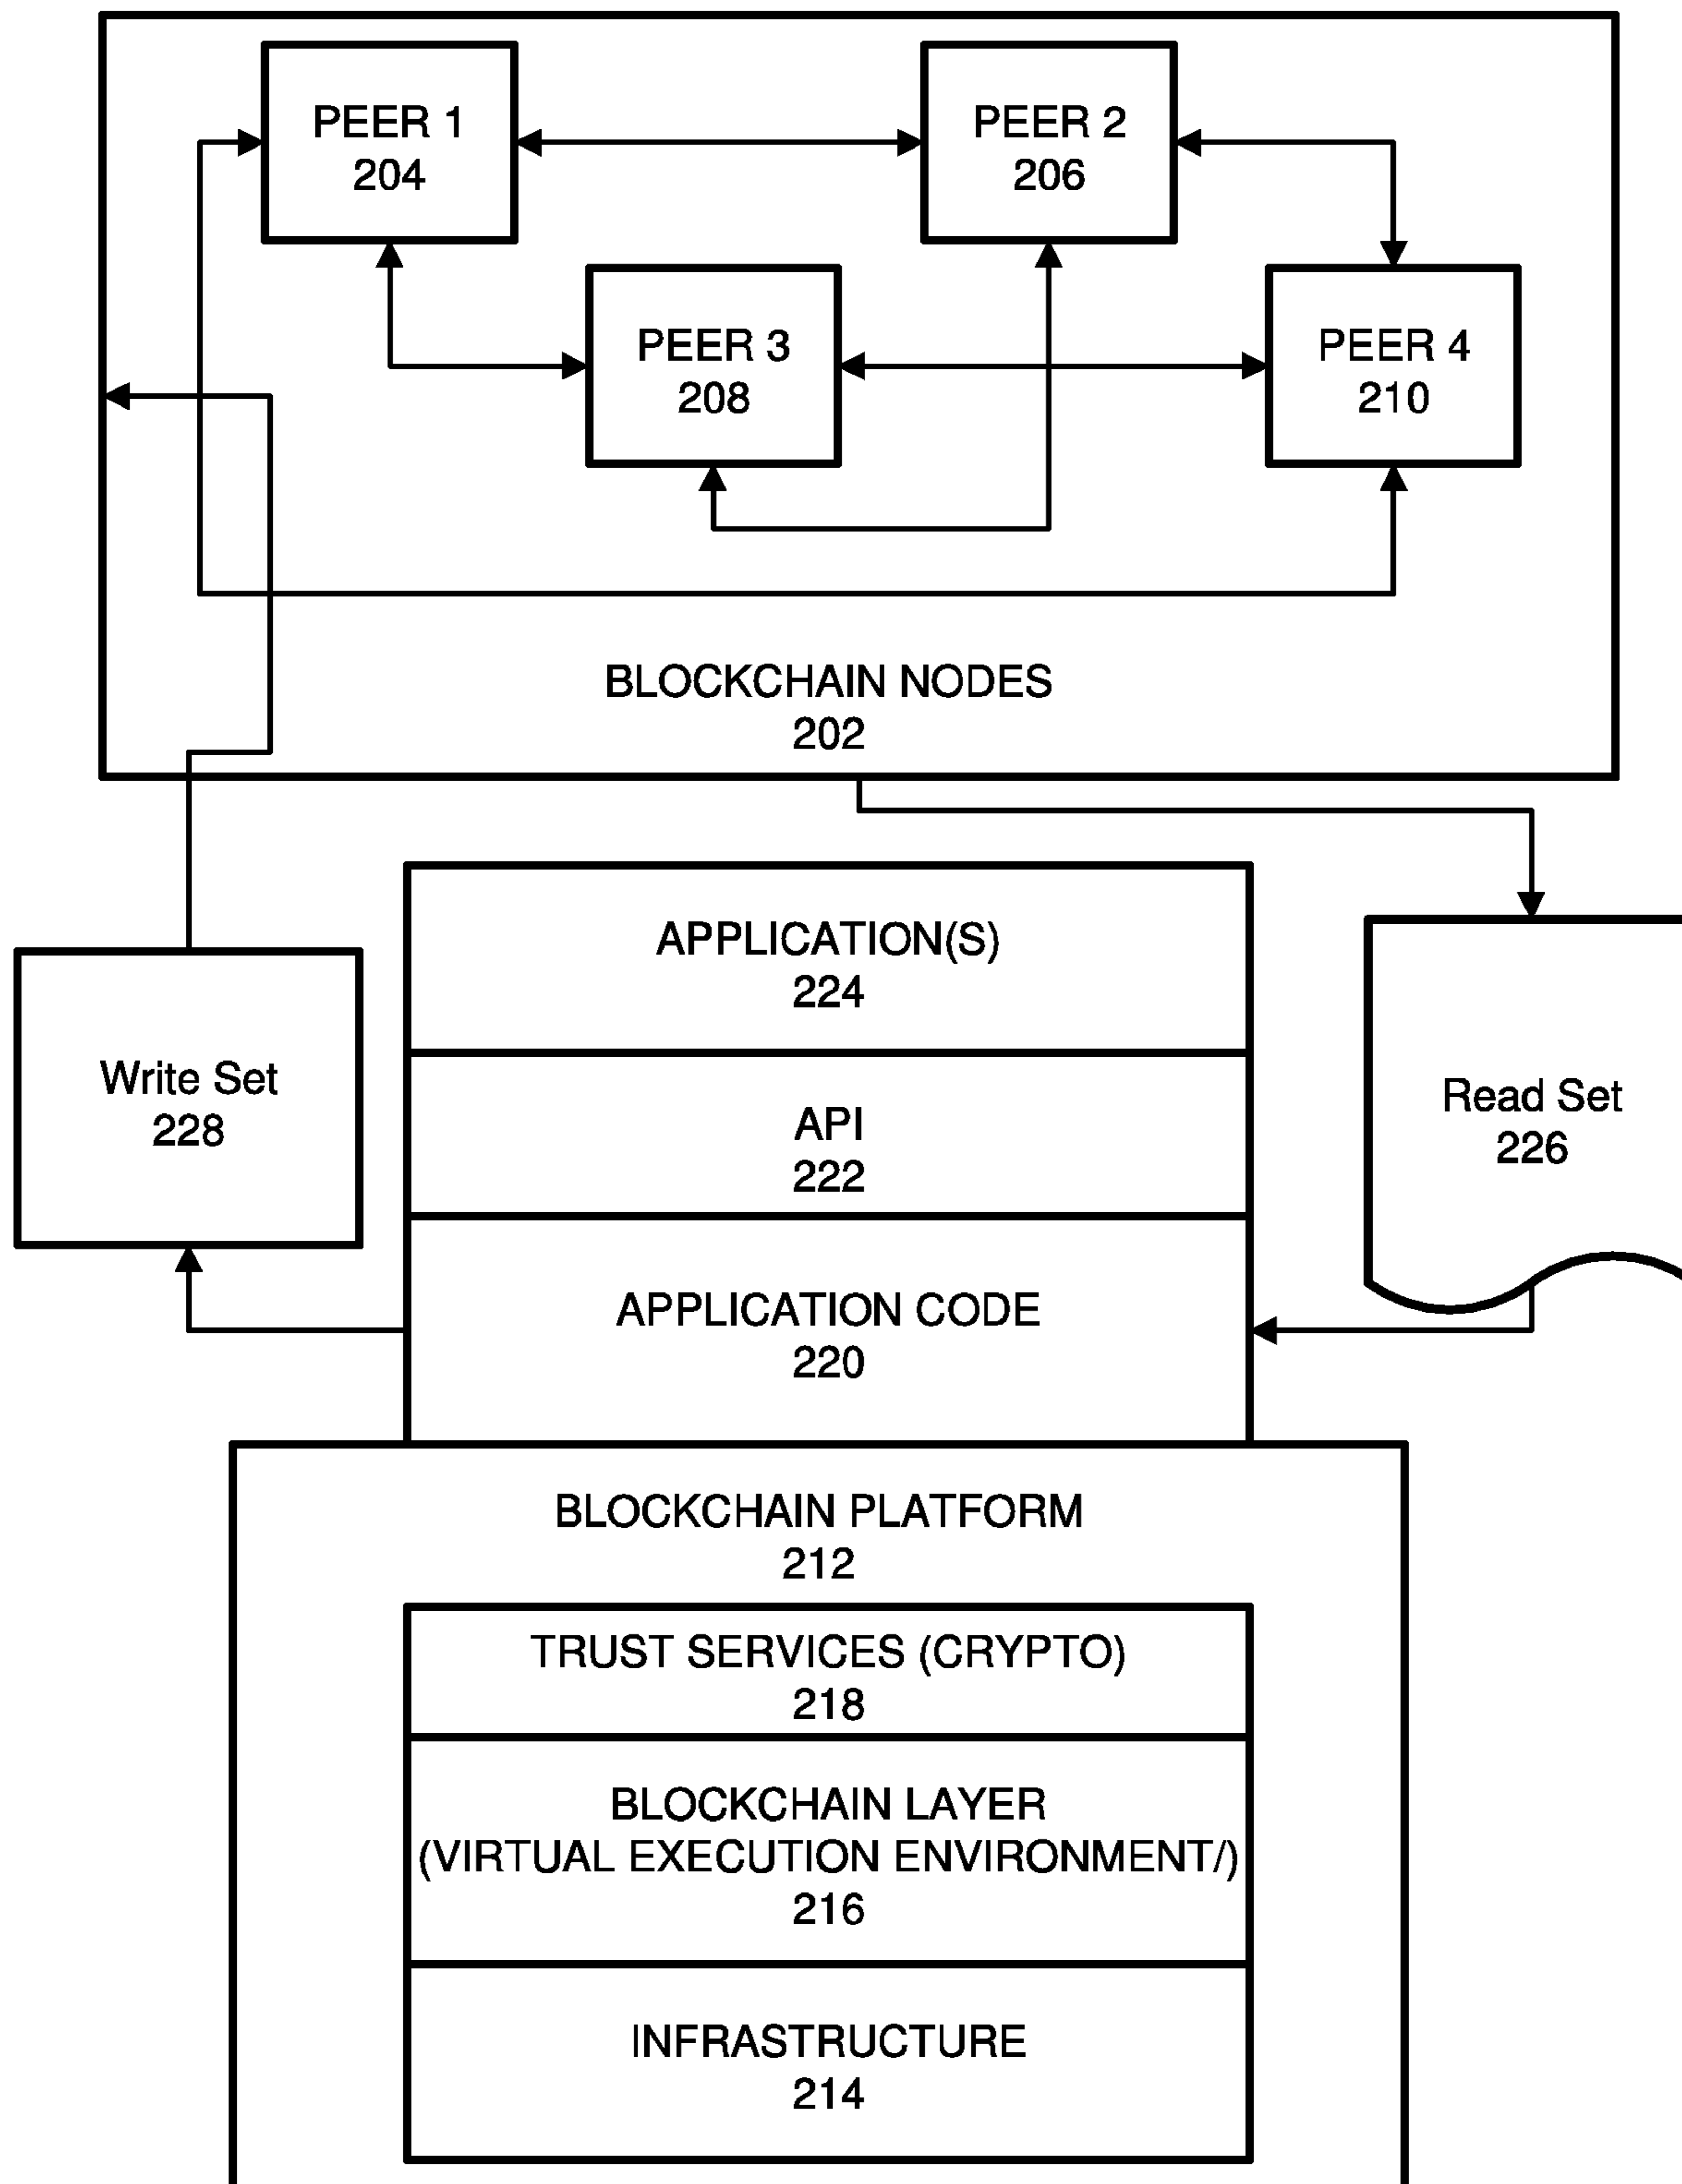 PEER 1
204
PEER 2
206
PEER 3
208
PEER 4
210
BLOCKCHAIN NODES
202
APPLICATION(S)
224
Write Set
228
API
222
Read Set
226
APPLICATION CODE
220
BLOCKCHAIN PLATFORM
212
TRUST SERVICES (CRYPTO)
218
BLOCKCHAIN LAYER
(VIRTUAL EXECUTION ENVIRONMENT/)
216
INFRASTRUCTURE
214